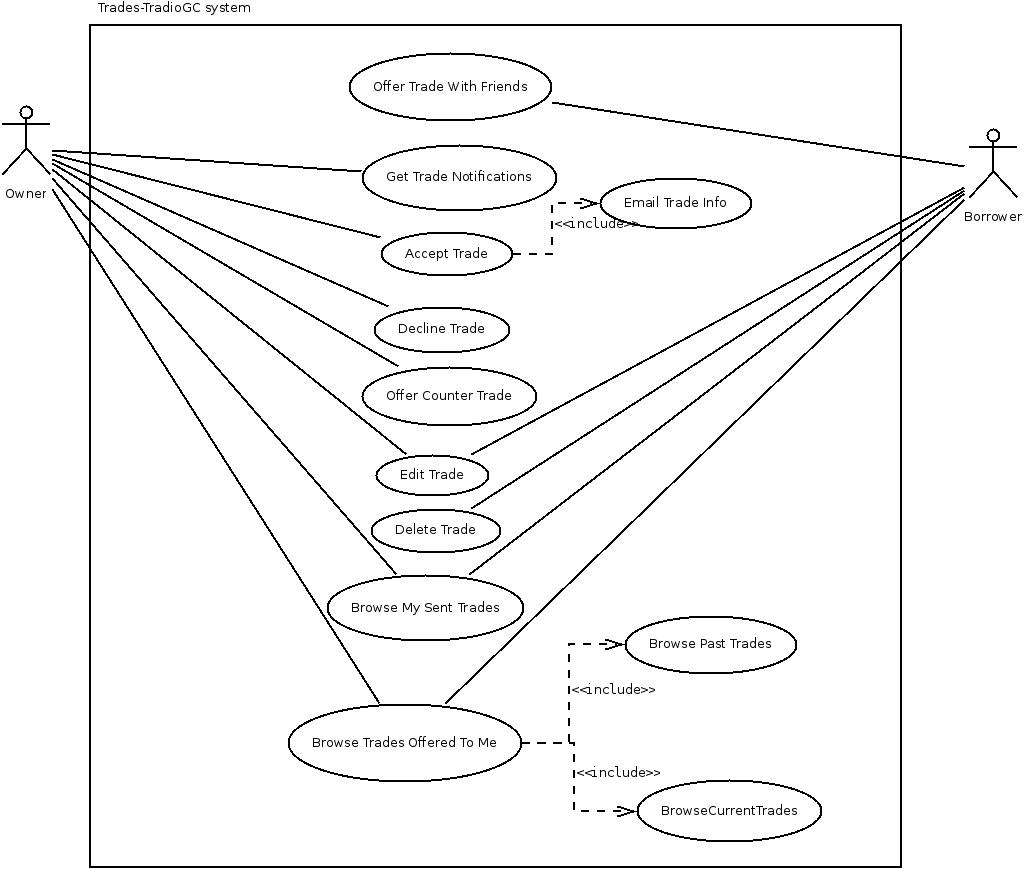 Trades-TradioGC system
Offer Trade With Friends
Get Trade Notifications
Owner
Email Trade Info
Borrower
<<include>>
Accept Trade
Decline Trade
Offer Counter Trade
Edit Trade
Delete Trade
Browse My Sent Trades
Browse Past Trades
<<include>>
Browse Trades Offered To Me
<<include>>
BrowseCurrentTrades